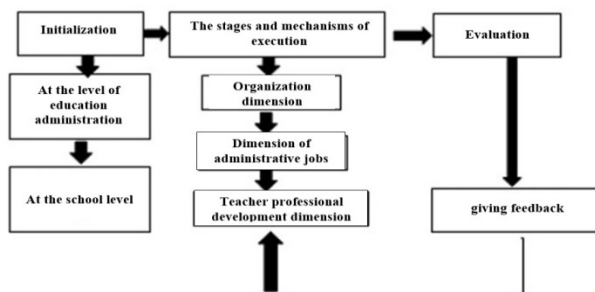 Initialization
The stages and mechanisms of
execution
Evaluation
At the level of
education
administration
Organization
dimension
Dimension of
administrative jobs
At the school level
Teacher professional
development dimension
giving feedback